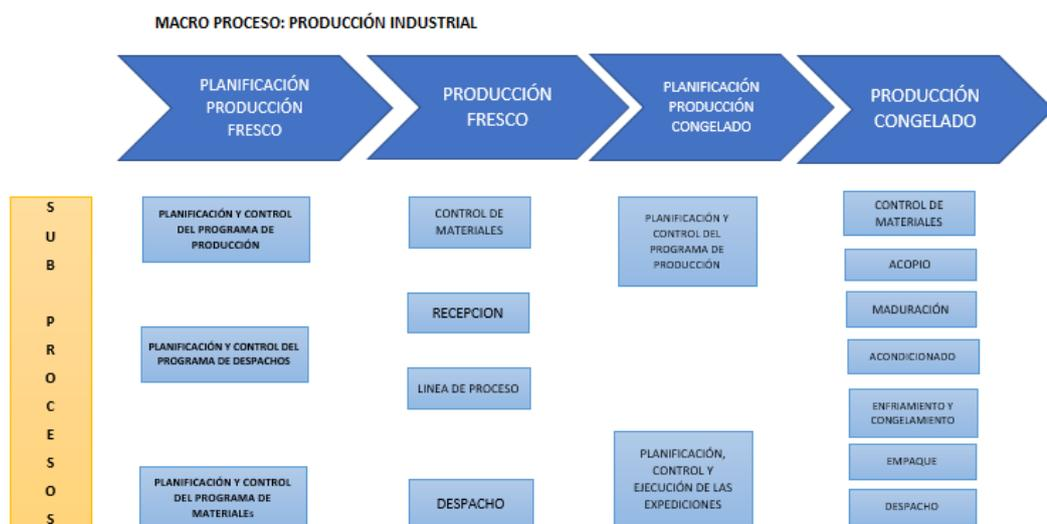 MACRO PROCESO: PRODUCCIÓN INDUSTRIAL
PLANIFICACIÓN
PRODUCCIÓN
FRESCO
PRODUCCIÓN
FRESCO
PLANIFICACIÓN
PRODUCCIÓN
CONGELADO
PRODUCCIÓN
CONGELADO
S
U
B
P
R
O
C
E
S
O
S
PLANIFICACIÓN Y CONTROL
DEL PROGRAMA DE
PRODUCCIÓN
PLANIFICACIÓN Y CONTROL DEL
PROGRAMA DE DESPACHOS
PLANIFICACIÓN Y CONTROL
DEL PROGRAMA DE
MATERIALEs
CONTROL DE
MATERIALES
RECEPCION
LINEA DE PROCESO
DESPACHO
PLANIFICACIÓN Y
CONTROL DEL
PROGRAMA DE
PRODUCCIÓN
PLANIFICACIÓN,
CONTROL Y
EJECUCIÓN DE LAS
EXPEDICIONES
CONTROL DE
MATERIALES
ACOPIO
MADURACIÓN
ACONDICIONADO
ENFRIAMIENTO Y
CONGELAMIENTO
EMPAQUE
DESPACHO